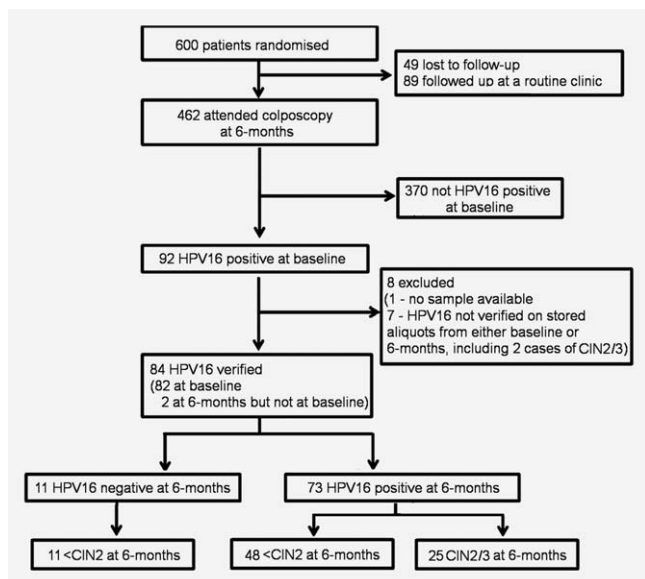 600 patients randomised
49 lost to follow-up
89 followed up at a routine clinic
462 attended colposcopy
at 6-months
370 not HPV16 positive
at baseline
92 HPV16 positive at baseline
8 excluded
(1 - no sample available
7 - HPV16 not verified on stored
aliquots from either baseline or
6-months, including 2 cases of CIN2/3)
84 HPV16 verified
(82 at baseline
2 at 6-months but not at baseline)
11 HPV16 negative at 6-months
73 HPV16 positive at 6-months
11 <CIN2 at 6-months
48 <CIN2 at 6-months
25 CIN2/3 at 6-months